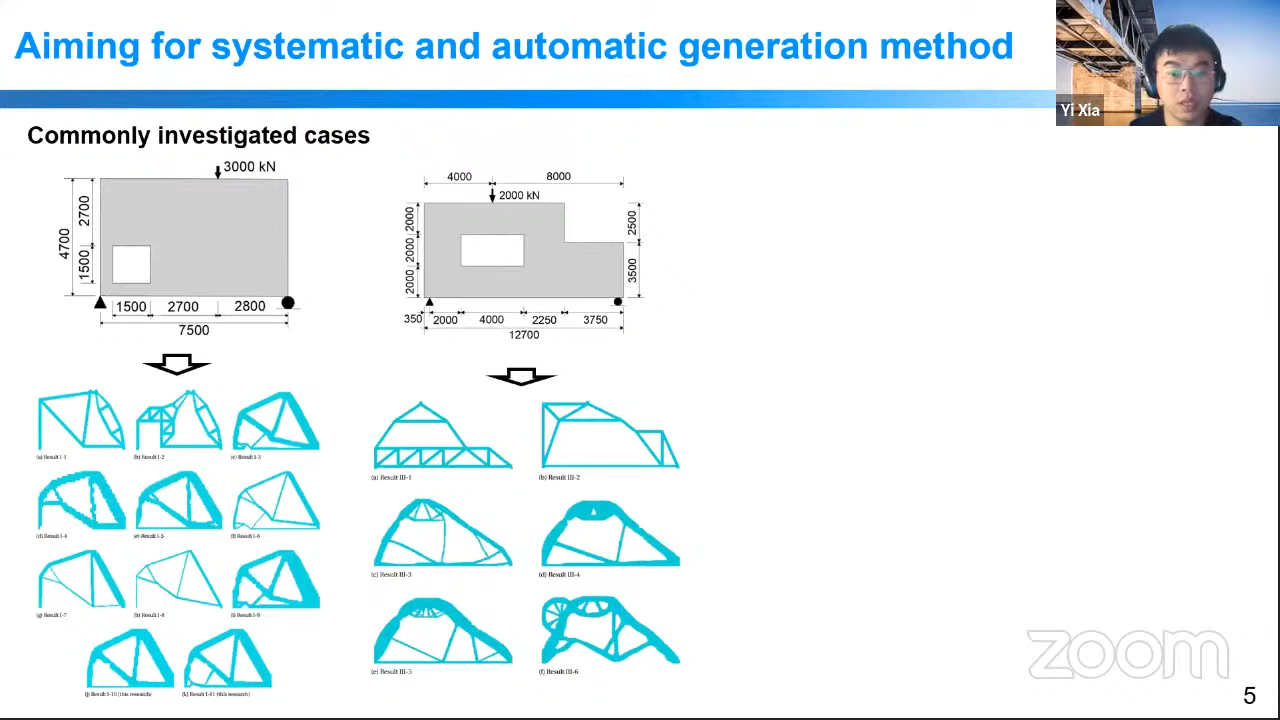 Aiming for systematic and automatic generation method
Yi Xia
Commonly investigated cases
3000 kN
4700
2700
1500
1500
2700
2800
7500
4000
8000
2000 kN
2000
2000
2000
2500
3500
350
2000
4000
2250
3750
12700
(a) Result I-1
(b) Result I-2
(c) Result I-3
(d) Result I-4
(e) Result I-5
(f) Result I-6
(g) Result I-7
(h) Result I-8
(i) Result I-9
(j) Result I-10 (this research)
(k) Result I-11 (this research)
(a) Result III-1
(b) Result III-2
(c) Result III-3
(d) Result III-4
(e) Result III-5
(f) Result III-6
zoom
5